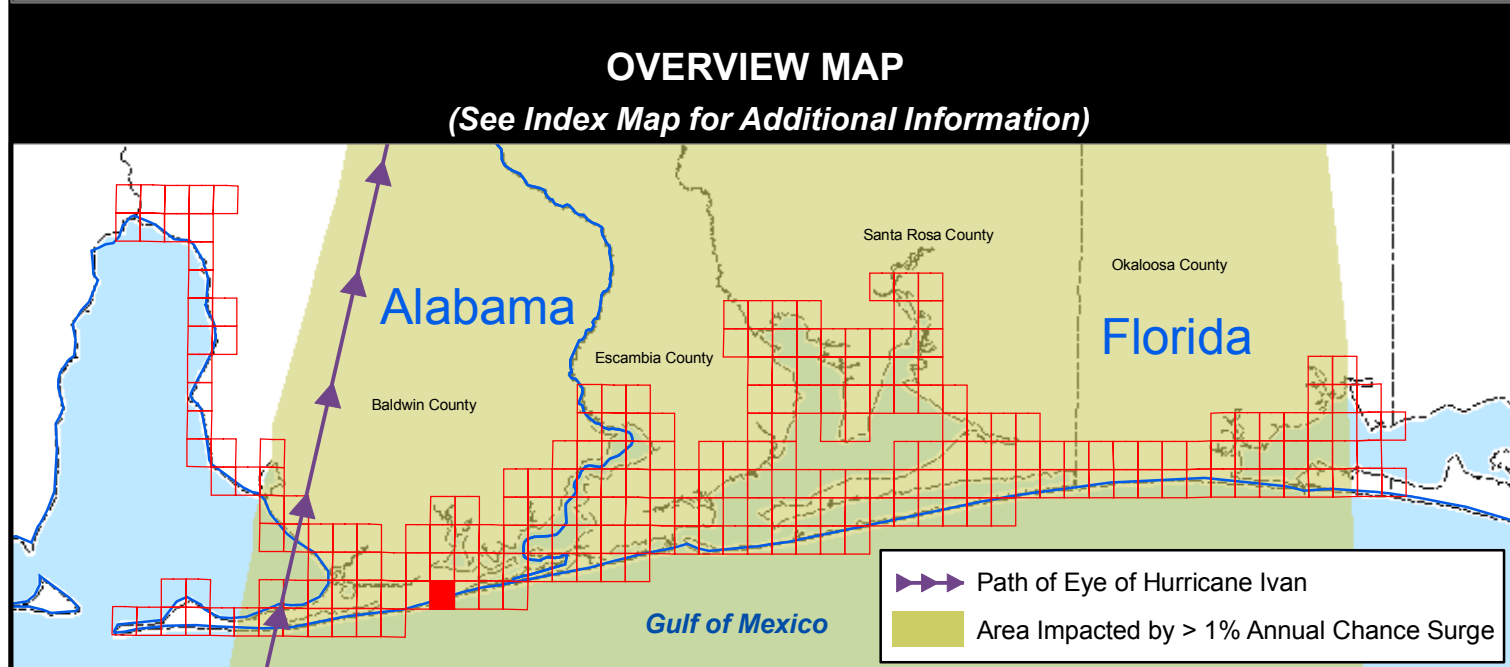 OVERVIEW MAP
(See Index Map for Additional Information)
Santa Rosa County
Okaloosa County
Alabama
Florida
Escambia County
Baldwin County
Gulf of Mexico
Path of Eye of Hurricane Ivan
Area Impacted by > 1% Annual Chance Surge